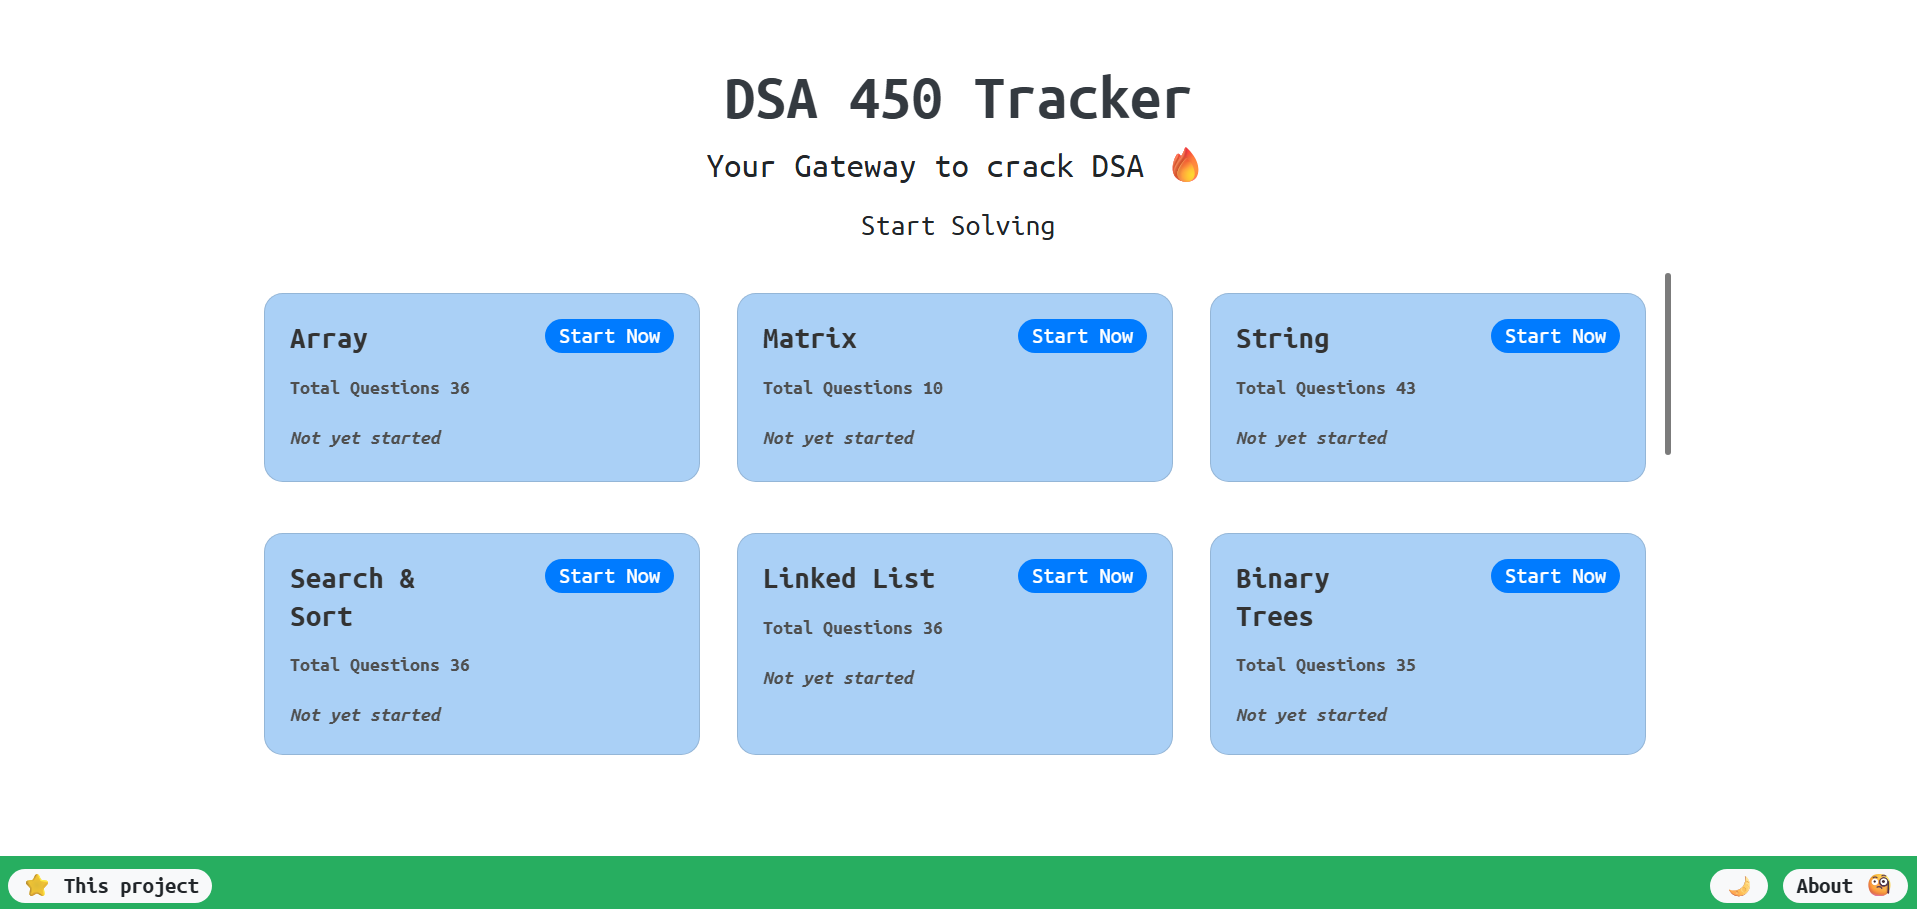 DSA 450 Tracker
Your Gateway to crack DSA 🔥
Start Solving
Array
Start Now
Total Questions 36
Not yet started
Matrix
Start Now
Total Questions 10
Not yet started
String
Start Now
Total Questions 43
Not yet started
Search &
Sort
Start Now
Total Questions 36
Not yet started
Linked List
Start Now
Total Questions 36
Not yet started
Binary
Trees
Start Now
Total Questions 35
Not yet started
⭐ This project
🌙
About 🧐